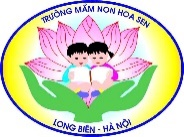 TRƯỜNG MẦM NON HOA SEN
LONG BIÊN - HÀ NỘI